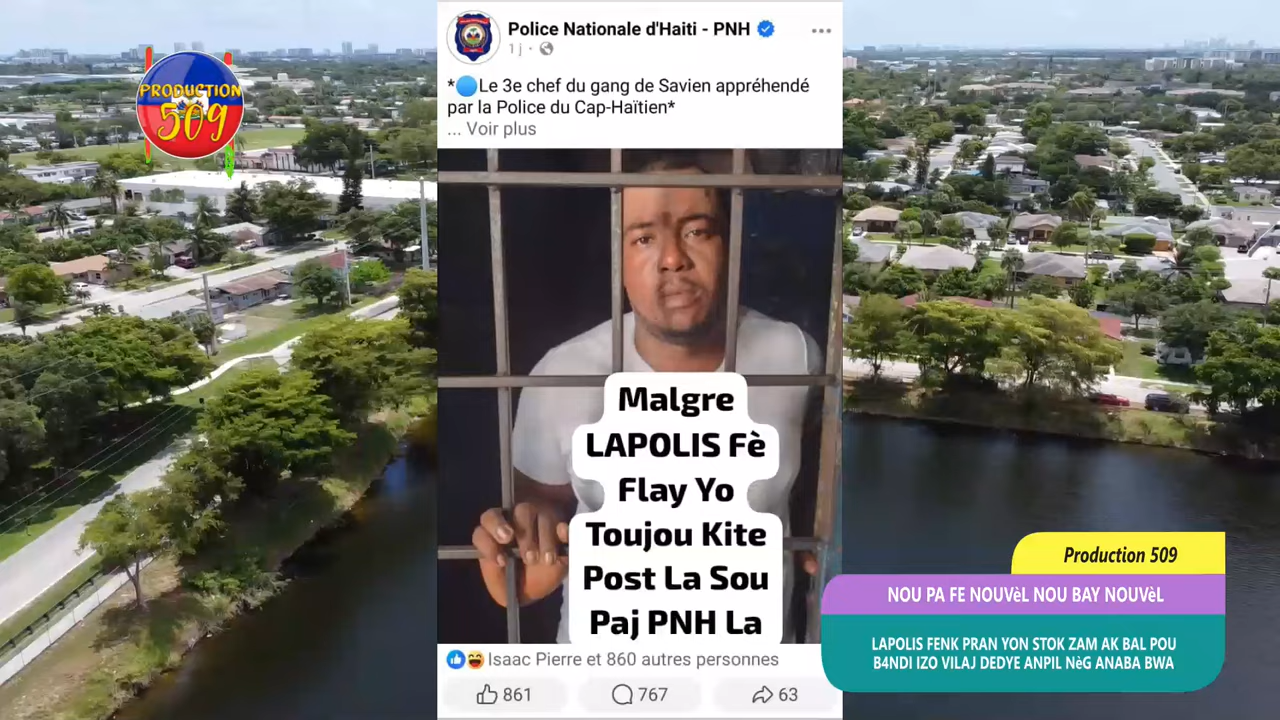 PRODUCTION
509
Police Nationale d'Haiti - PNH
1 j ·
*🔵Le 3e chef du gang de Savien appréhendé
par la Police du Cap-Haïtien*
... Voir plus
Malgre
LAPOLIS Fè
Flay Yo
Toujou Kite
Post La Sou
Paj PNH La
Isaac Pierre et 860 autres personnes
861
767
63
Production 509
NOU PA FE NOUVèL NOU BAY NOUVèL
LAPOLIS FENK PRAN YON STOK ZAM AK BAL POU
B4NDI IZO VILAJ DEDYE ANPIL NèG ANABA BWA